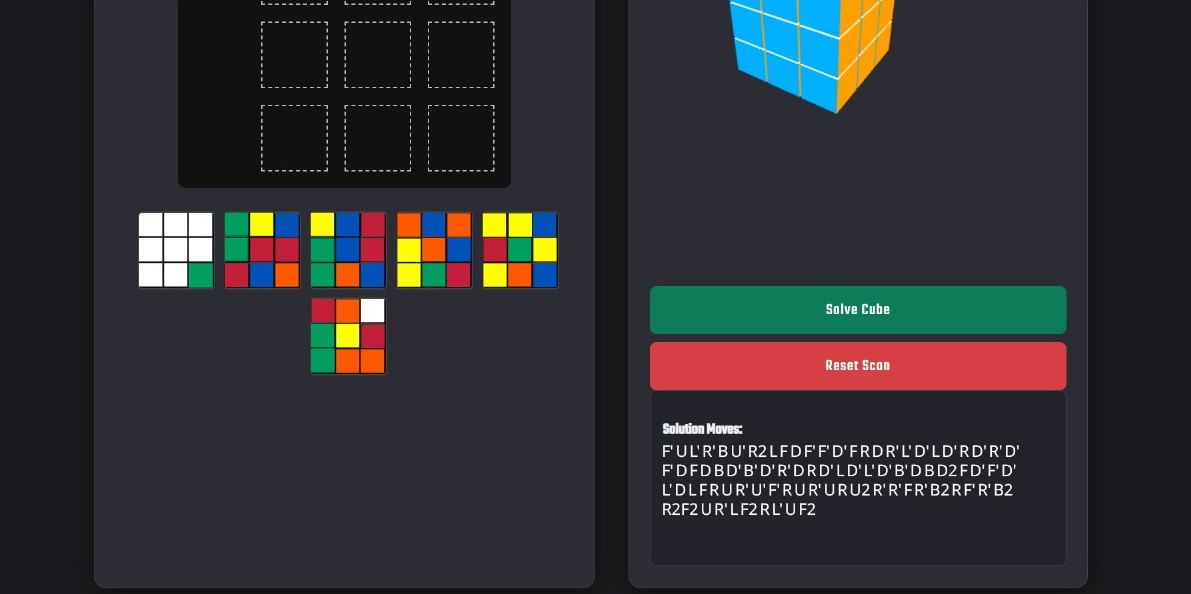 Solve Cube
Reset Scan
Solution Moves:
F' U L' R' B U' R2 L F D F' F' D' F R D R' L' D' L D' R D' R' D'
F' D F D B D' B' D' R' D R D' L D' L' D' B' D' B D2 F D' F' D'
L' D L F R U R' U' F' R U R' U R U2 R' R' F R' B2 R F' R' B2
R2 F2 U R' L F2 R L' U F2